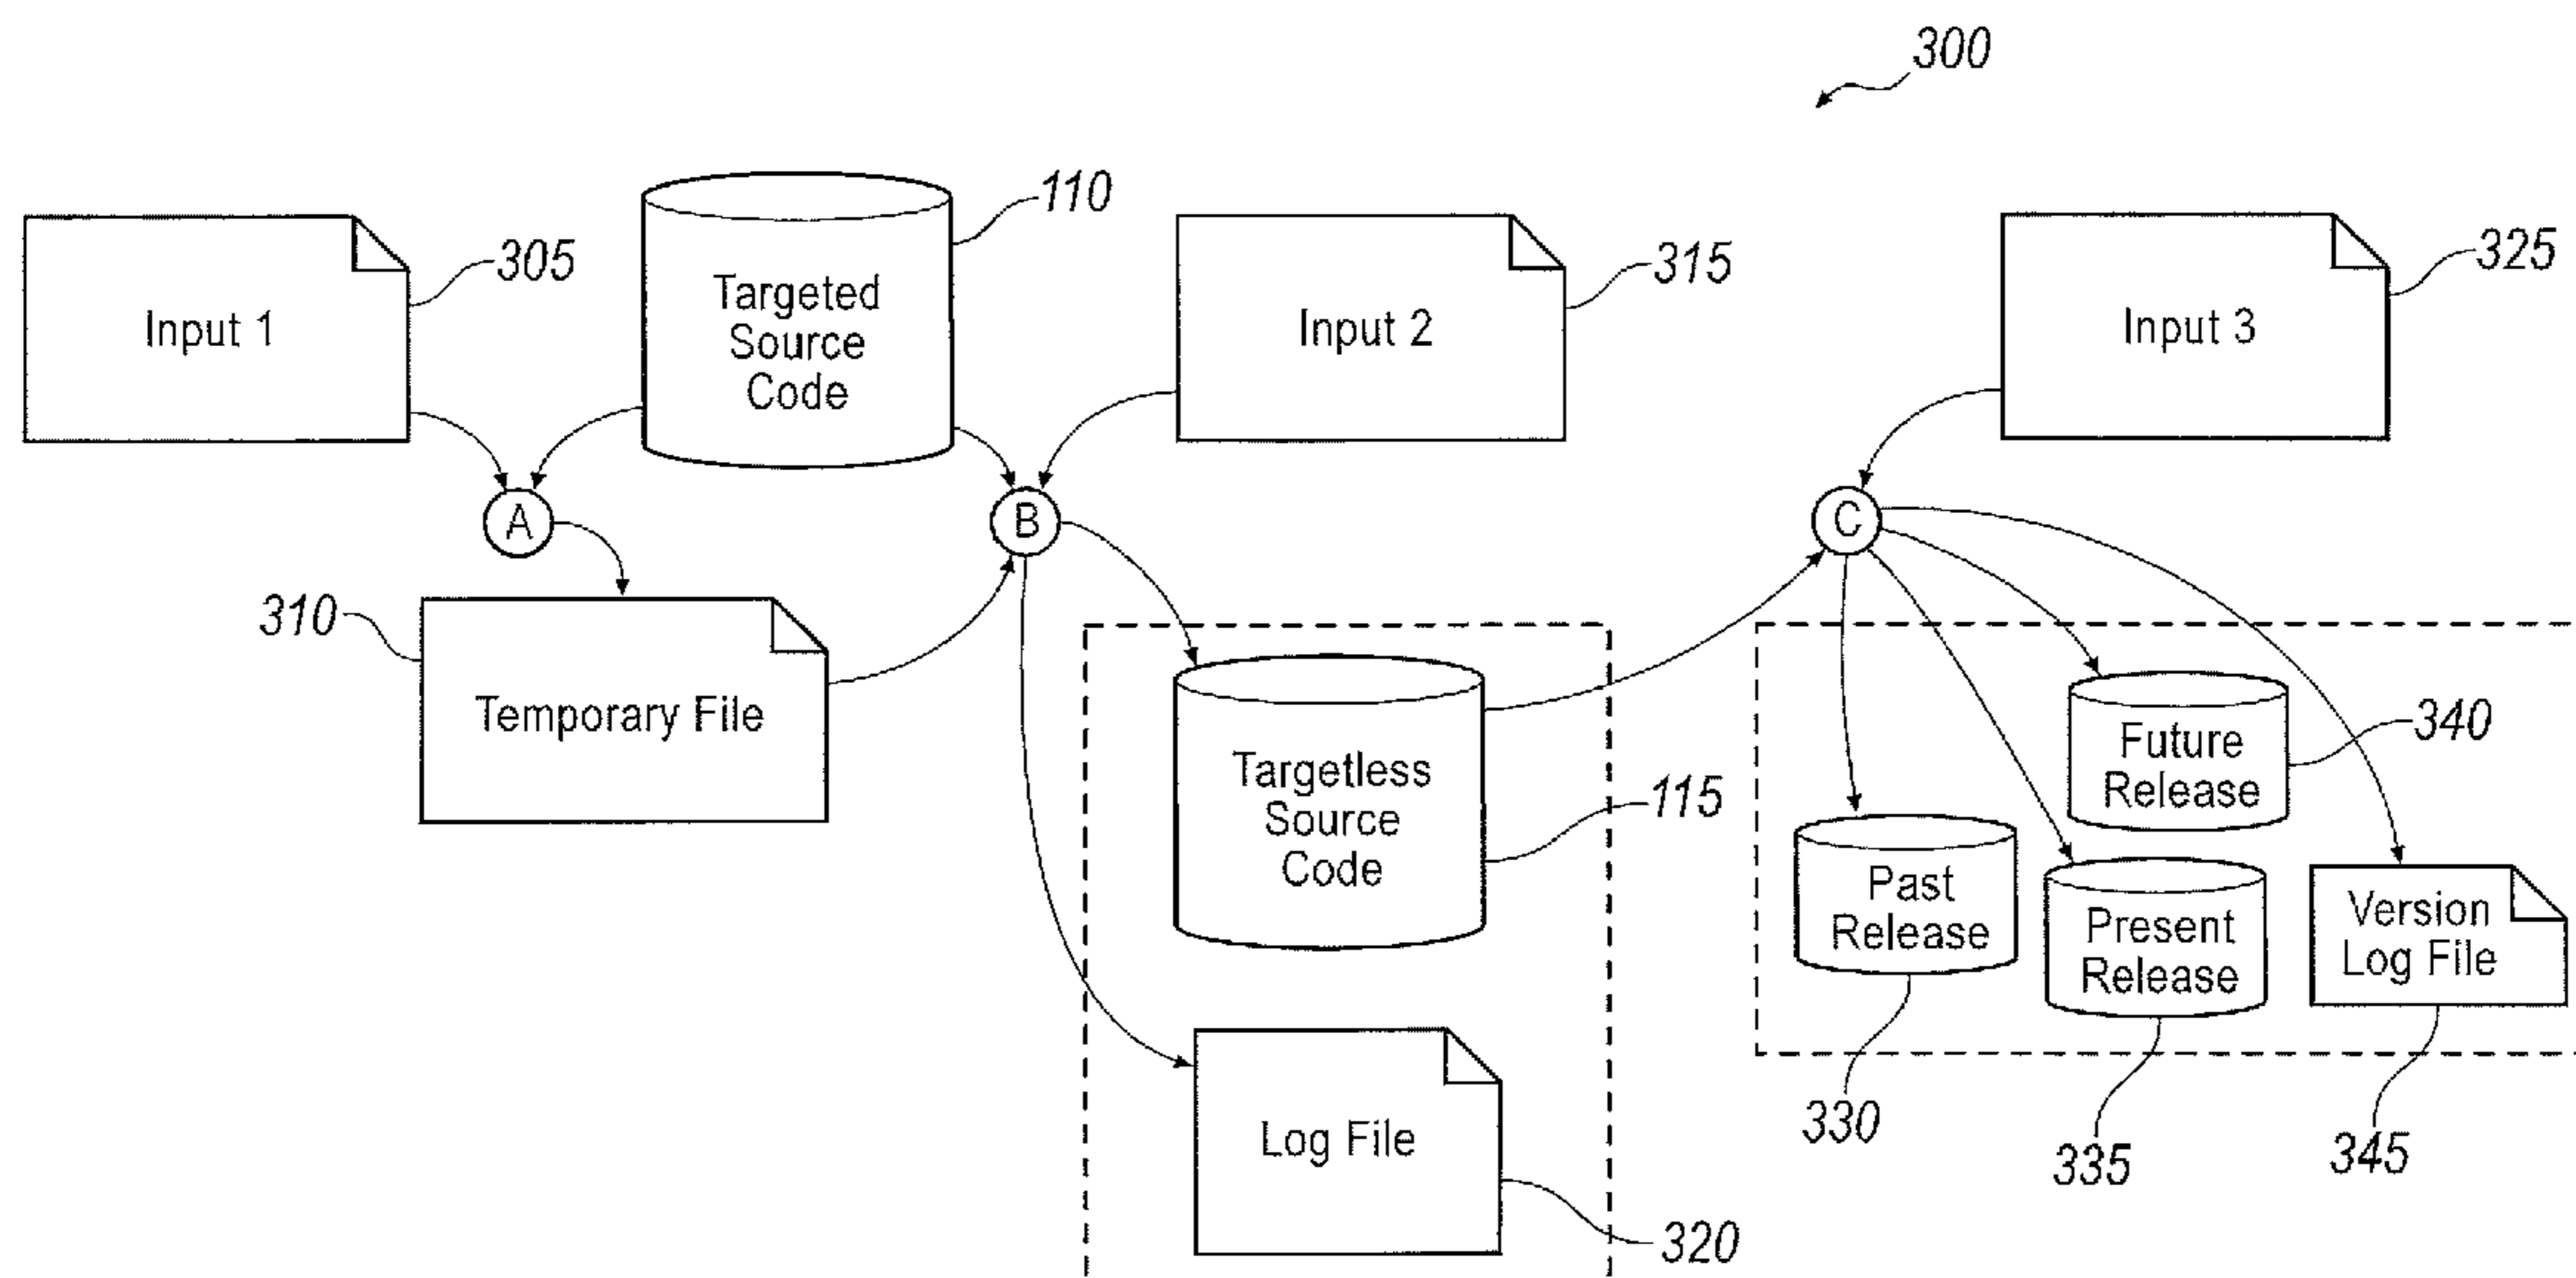 300
110
305
315
325
Input 1
Targeted
Source
Code
Input 2
Input 3
A
B
C
310
Temporary File
Targetless
Source
Code
115
Future
Release
340
Past
Release
Present
Release
Version
Log File
330
335
345
Log File
320